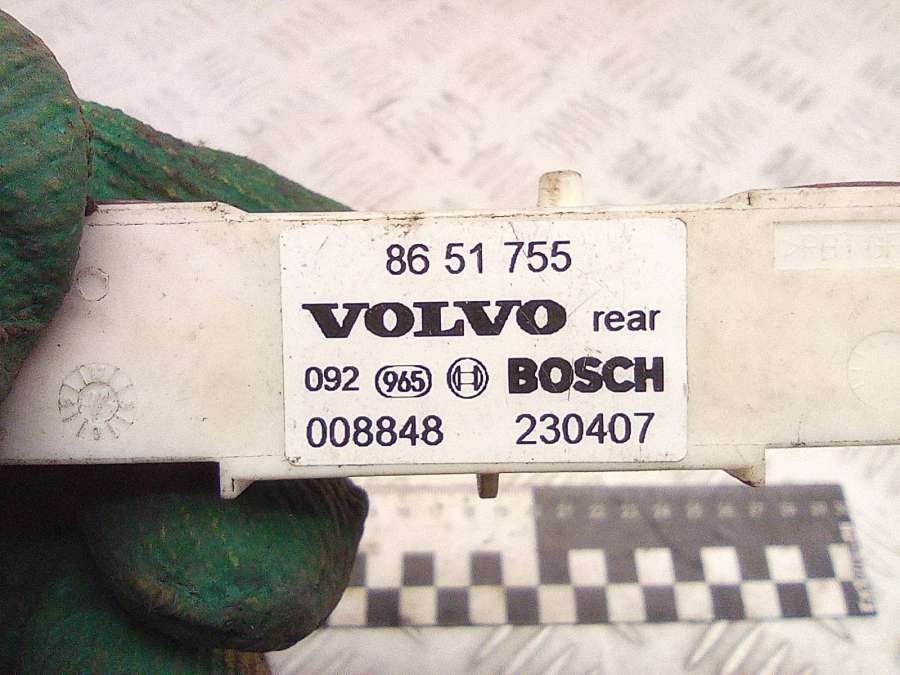 86 51 755
VOLVO rear
092 965 BOSCH
008848 230407